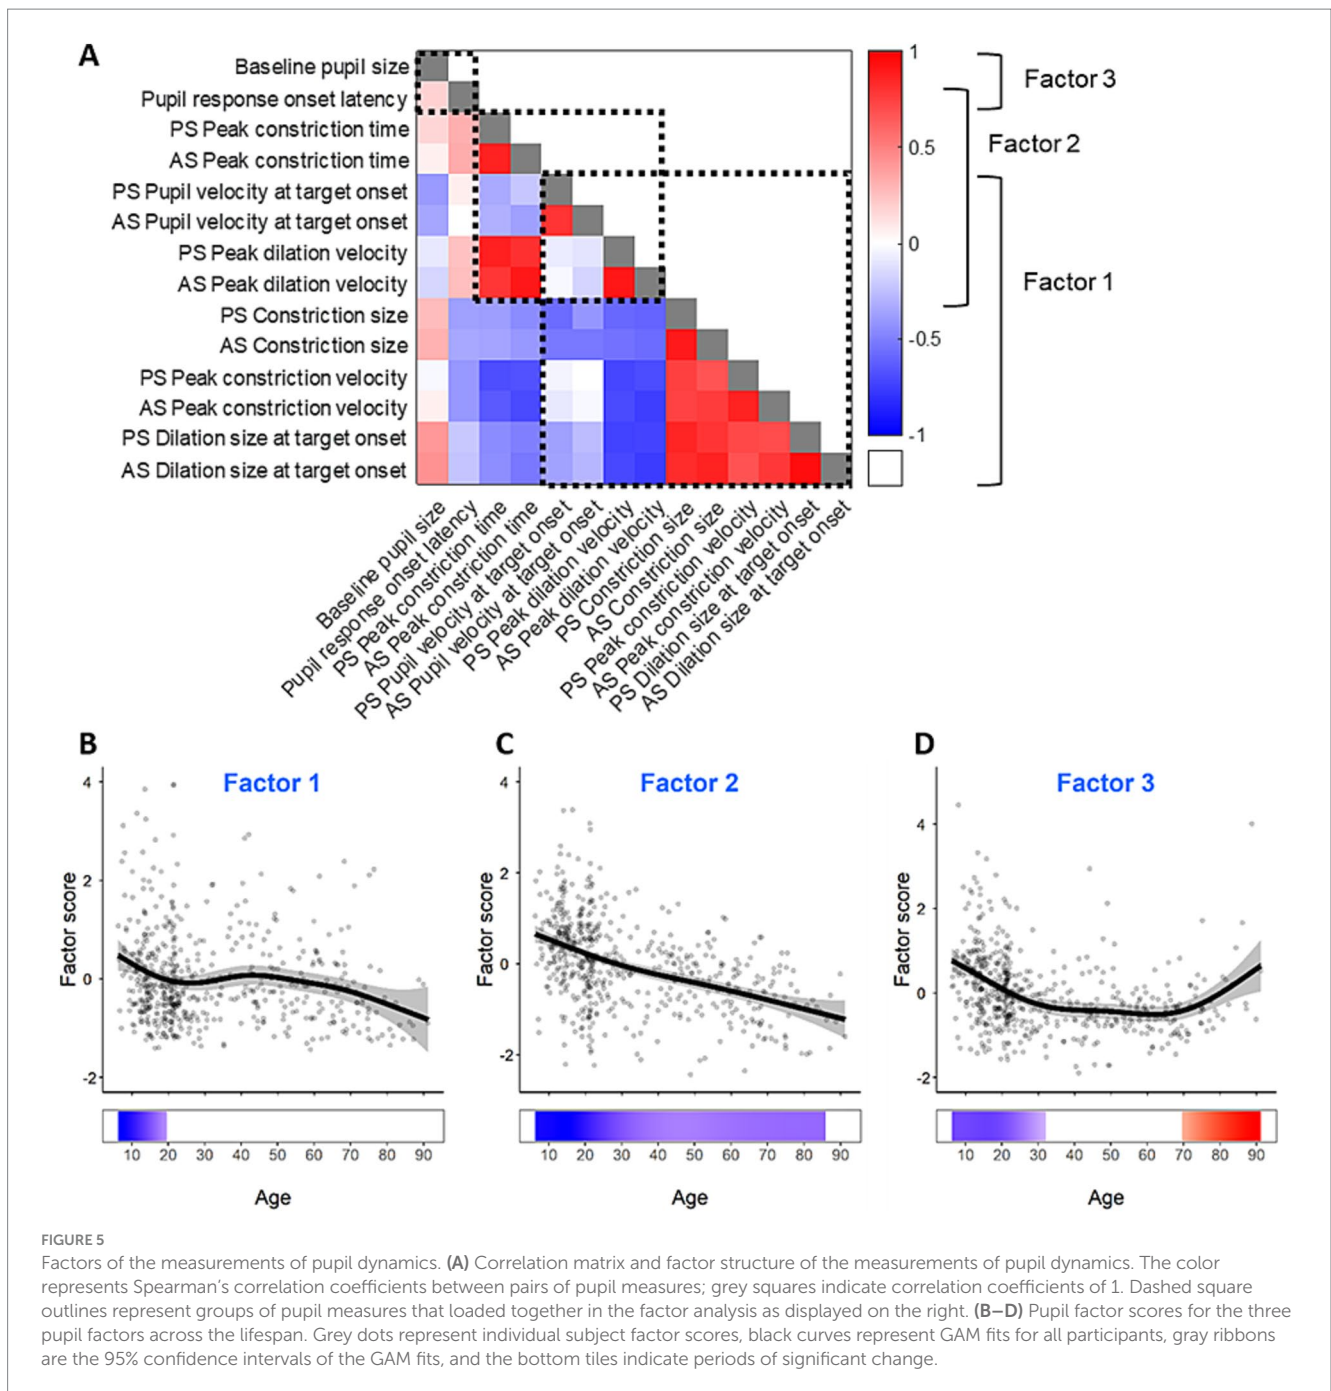 A
Baseline pupil size
Pupil response onset latency
PS Peak constriction time
AS Peak constriction time
PS Pupil velocity at target onset
AS Pupil velocity at target onset
PS Peak dilation velocity
AS Peak dilation velocity
PS Constriction size
AS Constriction size
PS Peak constriction velocity
AS Peak constriction velocity
PS Dilation size at target onset
AS Dilation size at target onset
1
0.5
0
-0.5
-1
Factor 3
Factor 2
Factor 1
Baseline pupil size
Pupil response onset latency
PS Peak constriction time
AS Peak constriction time
PS Pupil velocity at target onset
AS Pupil velocity at target onset
PS Peak dilation velocity
AS Peak dilation velocity
PS Constriction size
AS Constriction size
PS Peak constriction velocity
AS Peak constriction velocity
PS Dilation size at target onset
AS Dilation size at target onset
B
Factor 1
Factor score
4
2
0
-2
10 20 30 40 50 60 70 80 90
Age
C
Factor 2
Factor score
4
2
0
-2
10 20 30 40 50 60 70 80 90
Age
D
Factor 3
Factor score
4
2
0
-2
10 20 30 40 50 60 70 80 90
Age
FIGURE 5
Factors of the measurements of pupil dynamics. (A) Correlation matrix and factor structure of the measurements of pupil dynamics. The color
represents Spearman's correlation coefficients between pairs of pupil measures; grey squares indicate correlation coefficients of 1. Dashed square
outlines represent groups of pupil measures that loaded together in the factor analysis as displayed on the right. (B–D) Pupil factor scores for the three
pupil factors across the lifespan. Grey dots represent individual subject factor scores, black curves represent GAM fits for all participants, gray ribbons
are the 95% confidence intervals of the GAM fits, and the bottom tiles indicate periods of significant change.